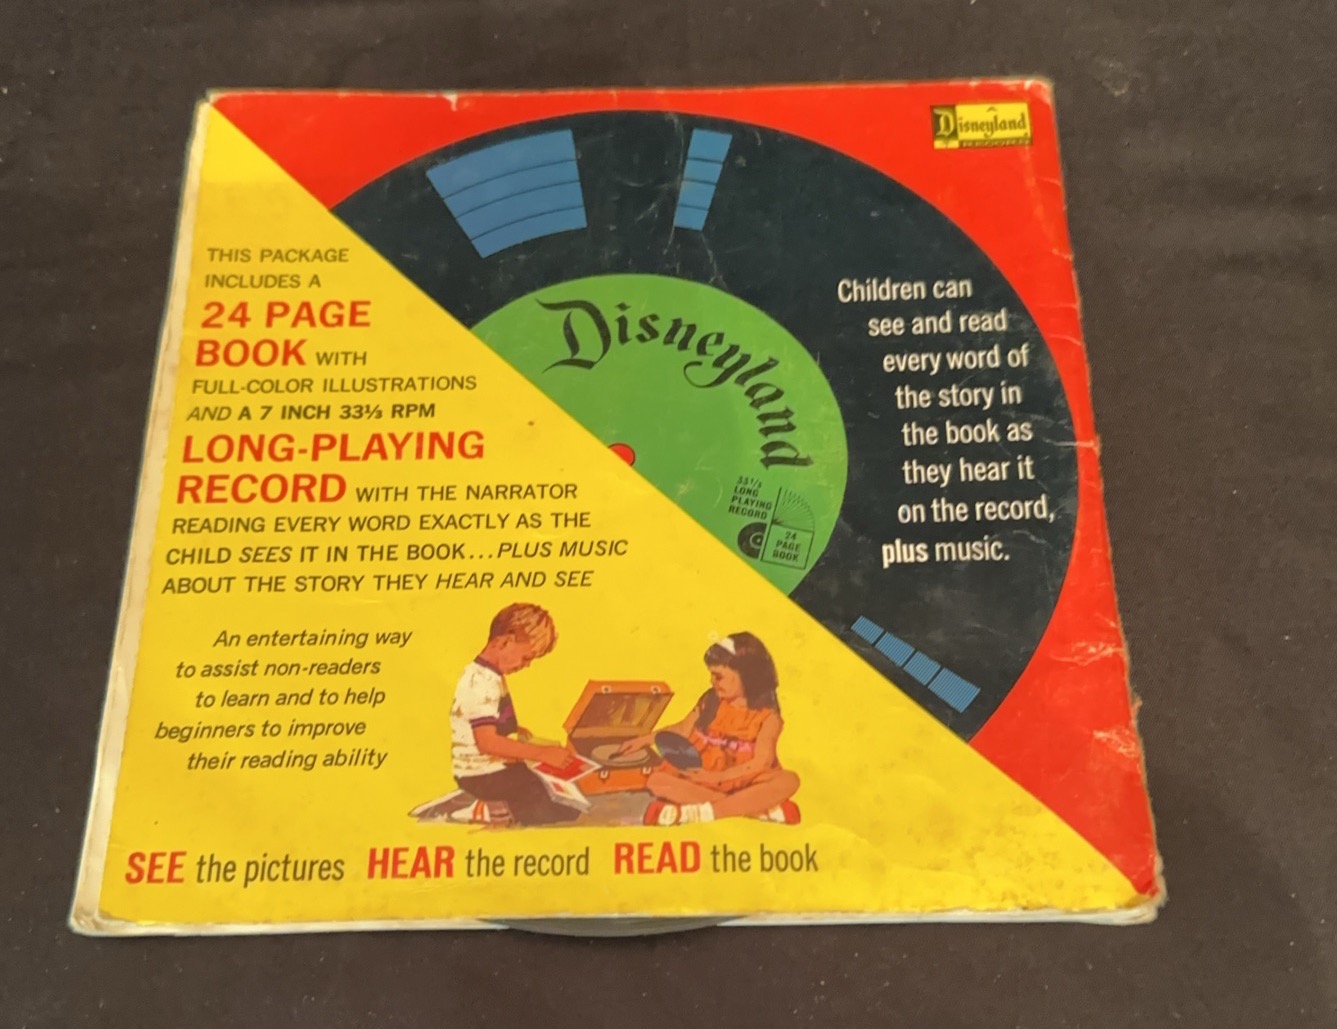 Disneyland
RECORDS
THIS PACKAGE
INCLUDES A
24 PAGE
BOOK WITH
FULL-COLOR ILLUSTRATIONS
AND A 7 INCH 33⅓ RPM
LONG-PLAYING
RECORD WITH THE NARRATOR
READING EVERY WORD EXACTLY AS THE
CHILD SEES IT IN THE BOOK...PLUS MUSIC
ABOUT THE STORY THEY HEAR AND SEE
An entertaining way
to assist non-readers
to learn and to help
beginners to improve
their reading ability
Disneyland
33⅓
LONG
PLAYING
RECORD
24
PAGE
BOOK
Children can
see and read
every word of
the story in
the book as
they hear it
on the record,
plus music.
SEE the pictures HEAR the record READ the book